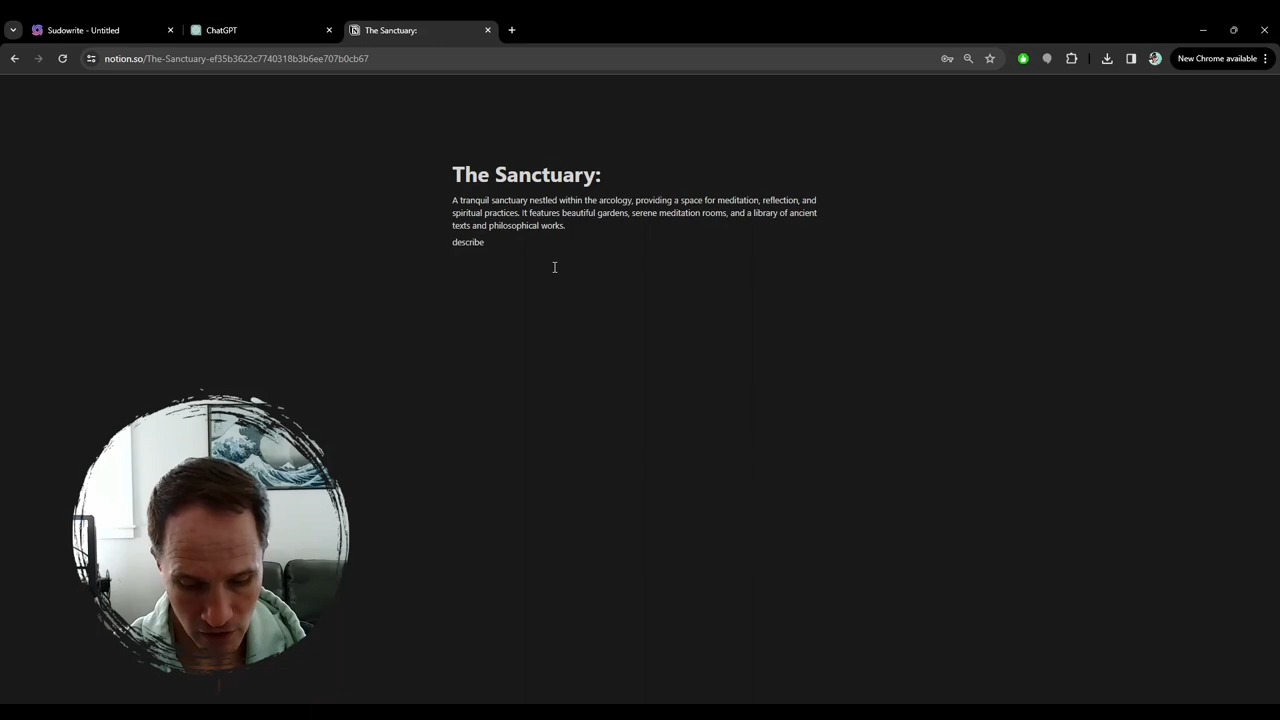 Sudowrite - Untitled
ChatGPT
The Sanctuary:
notion.so/The-Sanctuary-ef35b3622c7740318b3b6ee707b0cb67
New Chrome available
The Sanctuary:
A tranquil sanctuary nestled within the arcology, providing a space for meditation, reflection, and
spiritual practices. It features beautiful gardens, serene meditation rooms, and a library of ancient
texts and philosophical works.
describe